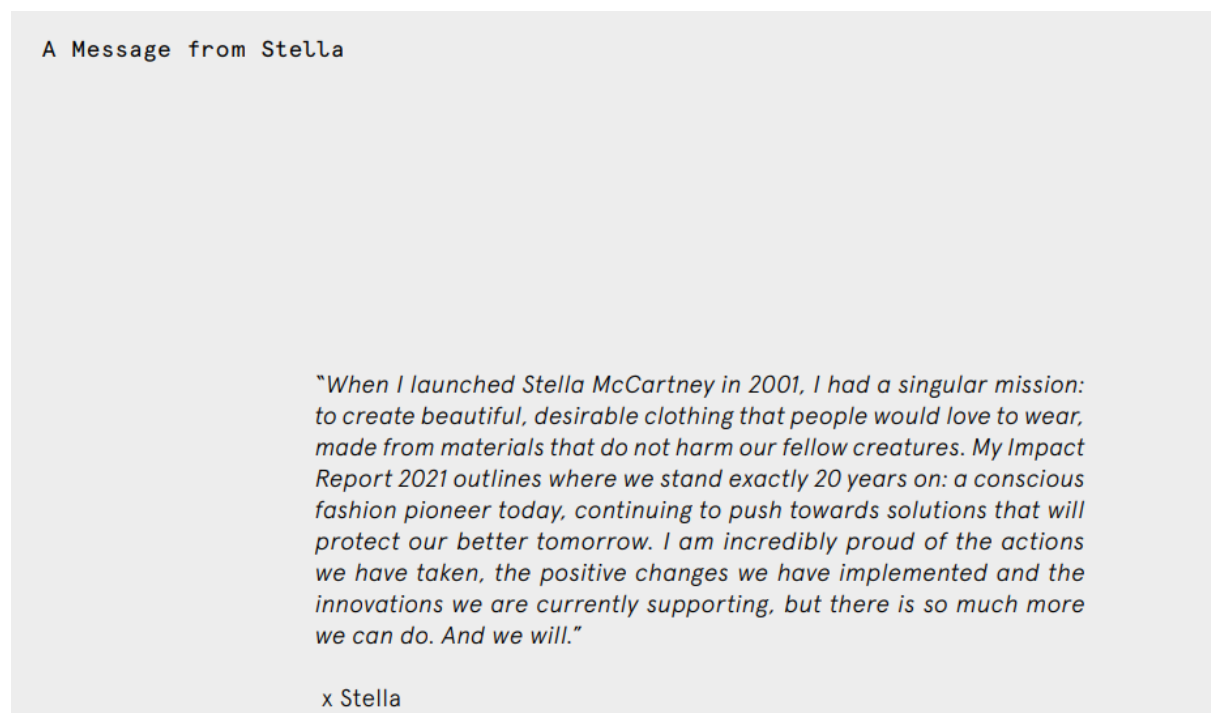 A Message from Stella
“When I launched Stella McCartney in 2001, I had a singular mission:
to create beautiful, desirable clothing that people would love to wear,
made from materials that do not harm our fellow creatures. My Impact
Report 2021 outlines where we stand exactly 20 years on: a conscious
fashion pioneer today, continuing to push towards solutions that will
protect our better tomorrow. I am incredibly proud of the actions
we have taken, the positive changes we have implemented and the
innovations we are currently supporting, but there is so much more
we can do. And we will.”
x Stella